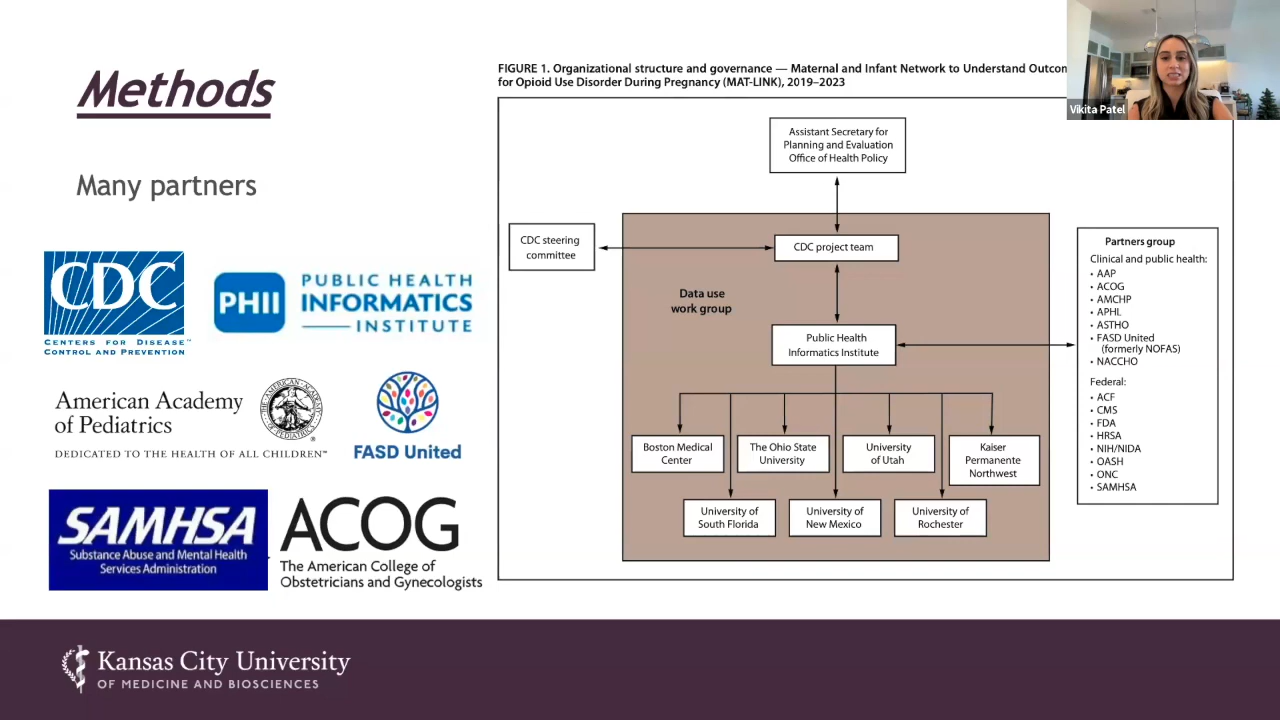 Methods
Many partners
CDC
CENTERS FOR DISEASE™
CONTROL AND PREVENTION
PHII
PUBLIC HEALTH
INFORMATICS
INSTITUTE
American Academy
of Pediatrics
DEDICATED TO THE HEALTH OF ALL CHILDREN™
FASD United
SAMHSA
Substance Abuse and Mental Health
Services Administration
ACOG
The American College of
Obstetricians and Gynecologists
FIGURE 1. Organizational structure and governance — Maternal and Infant Network to Understand
for Opioid Use Disorder During Pregnancy (MAT-LINK), 2019–2023
Vikita Patel
Assistant Secretary for
Planning and Evaluation
Office of Health Policy
CDC steering
committee
CDC project team
Data use
work group
Public Health
Informatics Institute
Boston Medical
Center
The Ohio State
University
University
of Utah
Kaiser
Permanente
Northwest
University of
South Florida
University of
New Mexico
University of
Rochester
Partners group
Clinical and public health:
• AAP
• ACOG
• AMCHP
• APHL
• ASTHO
• FASD United
(formerly NOFAS)
• NACCHO
Federal:
• ACF
• CMS
• FDA
• HRSA
• NIH/NIDA
• OASH
• ONC
• SAMHSA
Kansas City University
OF MEDICINE AND BIOSCIENCES